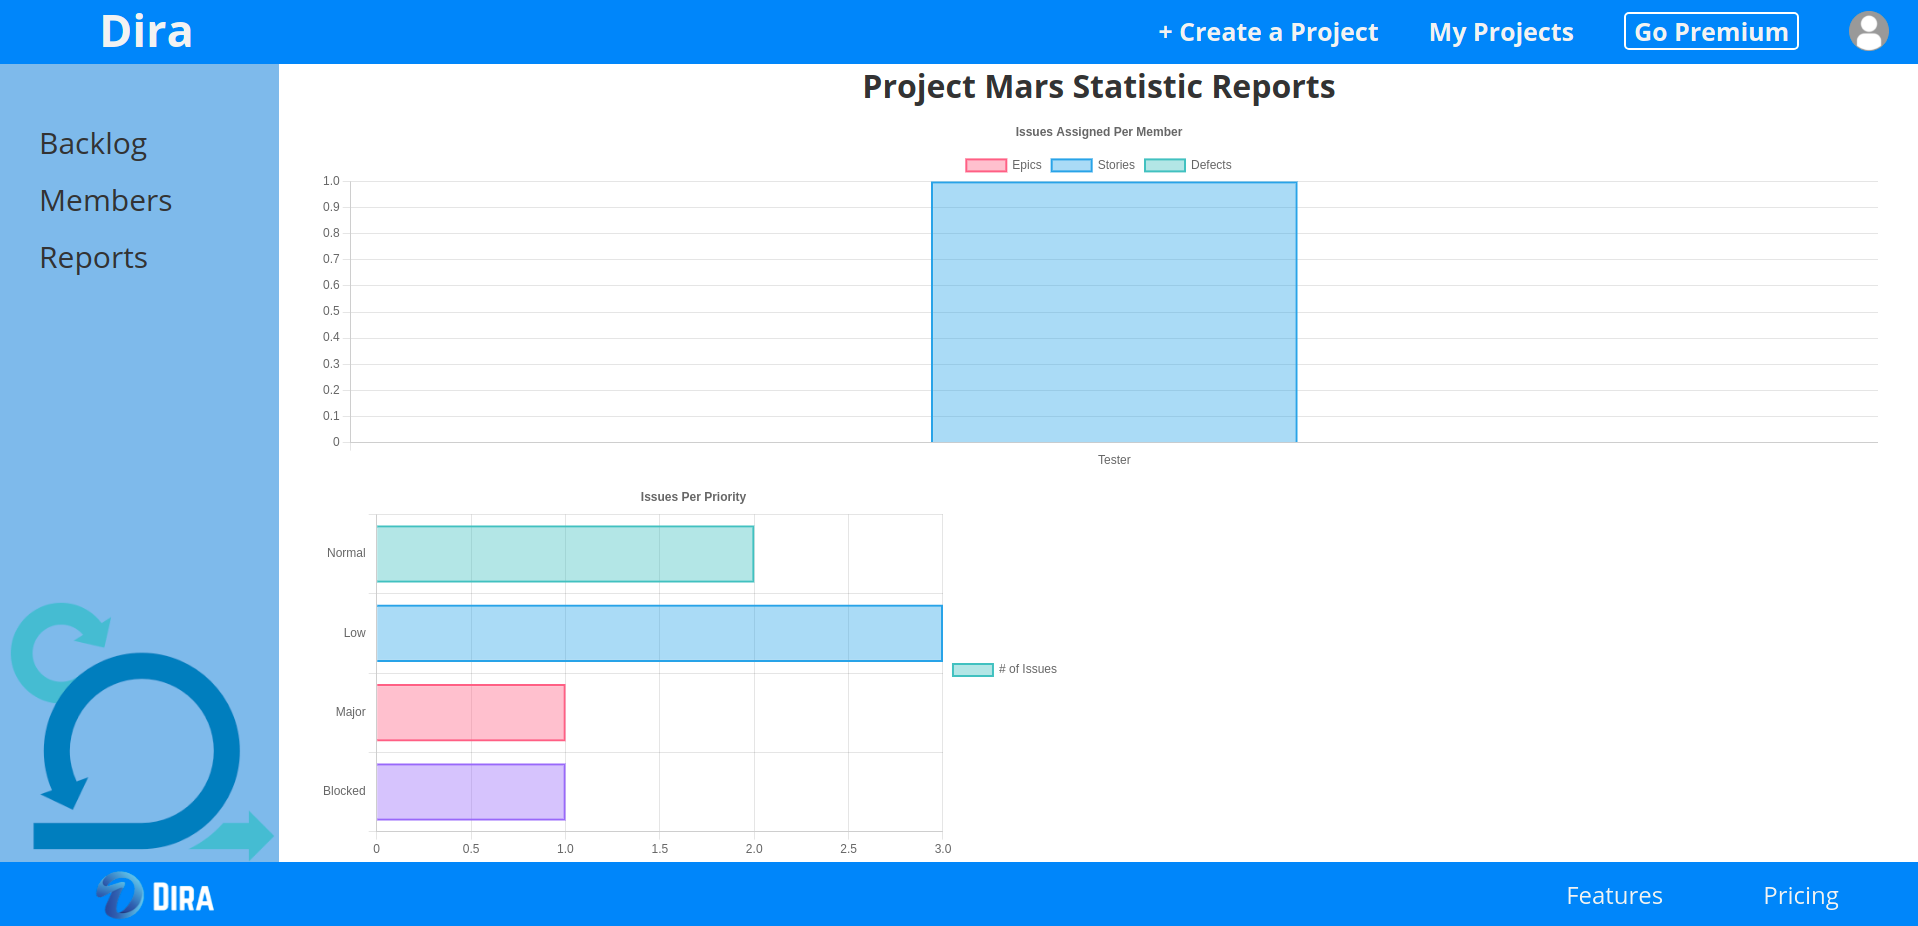 Dira
+ Create a Project
My Projects
Go Premium
Backlog
Members
Reports
Project Mars Statistic Reports
Issues Assigned Per Member
Epics
Stories
Defects
1.0
0.9
0.8
0.7
0.6
0.5
0.4
0.3
0.2
0.1
0
Tester
Issues Per Priority
Normal
Low
Major
Blocked
# of Issues
0 0.5 1.0 1.5 2.0 2.5 3.0
DIRA
Features
Pricing